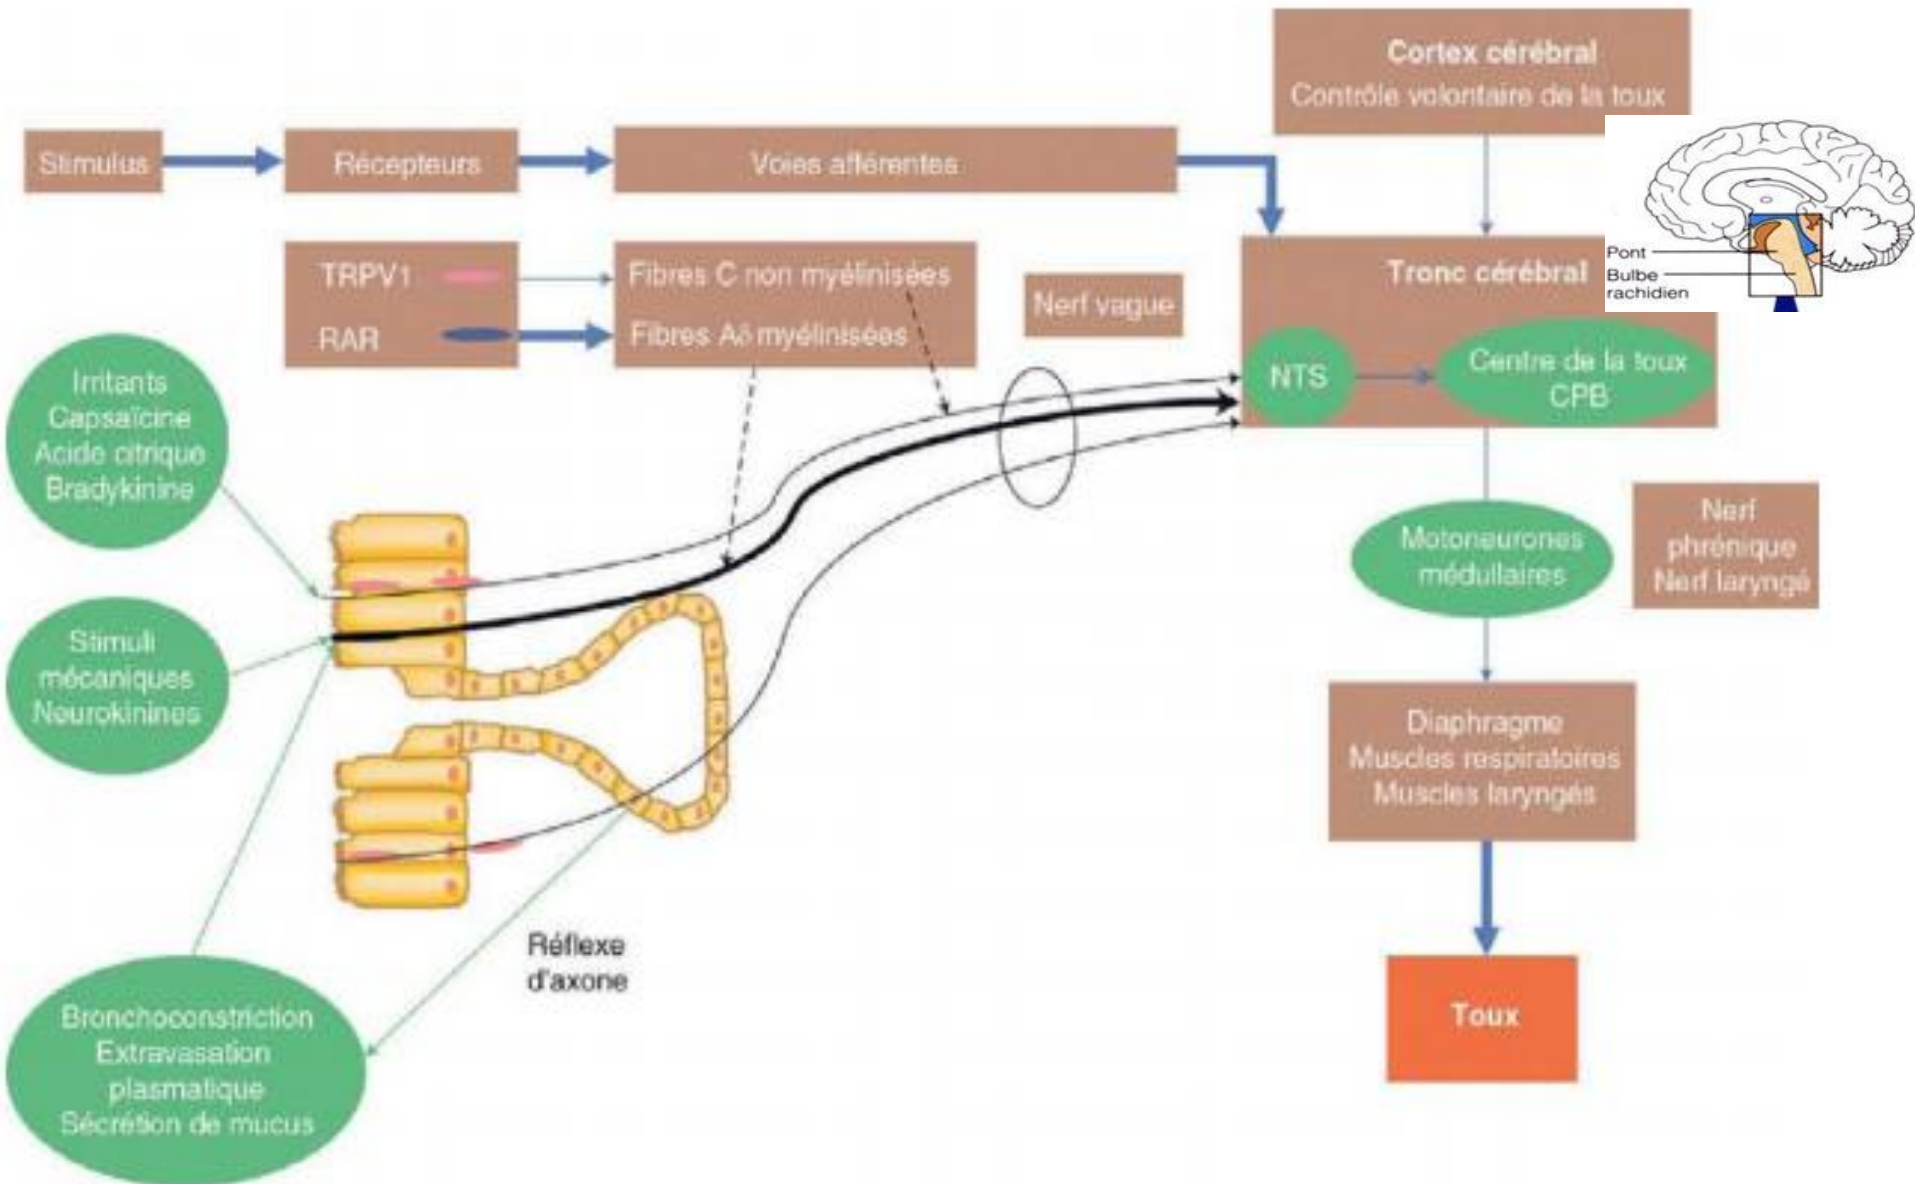 Cortex cérébral
Contrôle volontaire de la toux
Stimulus
Récepteurs
Voies afférentes
TRPV1
RAR
Fibres C non myélinisées
Fibres Aδ myélinisées
Nerf vague
Tronc cérébral
NTS
Centre de la toux
CPB
Pont
Bulbe
rachidien
Irritants
Capsaïcine
Acide citrique
Bradykinine
Stimuli
mécaniques
Neurokinines
Motoneurones
médullaires
Nerf
phrénique
Nerf laryngé
Diaphragme
Muscles respiratoires
Muscles laryngés
Réflexe
d'axone
Bronchoconstriction
Extravasation
plasmatique
Sécrétion de mucus
Toux